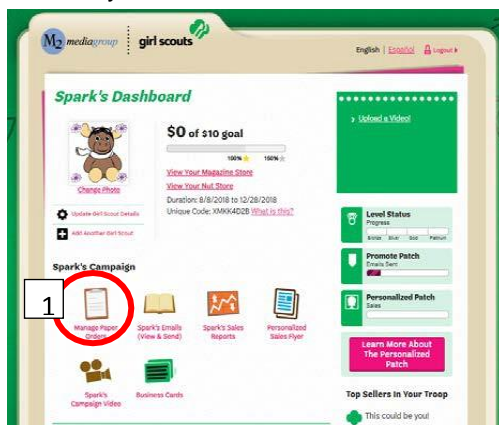 M2 mediagroup girl scouts
English | Español Logout
Spark's Dashboard
$0 of $10 goal
100% 150%
View Your Magazine Store
View Your Nut Store
Duration: 8/8/2018 to 12/28/2018
Unique Code: XMKK4D2B What is this?
Change Photo
Update Girl Scout Details
Add Another Girl Scout
Upload a Video!
Level Status
Progress
Bronze Silver Gold Platinum
Promote Patch
Emails Sent
Personalized Patch
Sales
Learn More About
The Personalized
Patch
Spark's Campaign
1
Manage Paper
Orders
Spark's Emails
(View & Send)
Spark's Sales
Reports
Personalized
Sales Flyer
Spark's
Campaign Video
Business Cards
Top Sellers In Your Troop
This could be you!